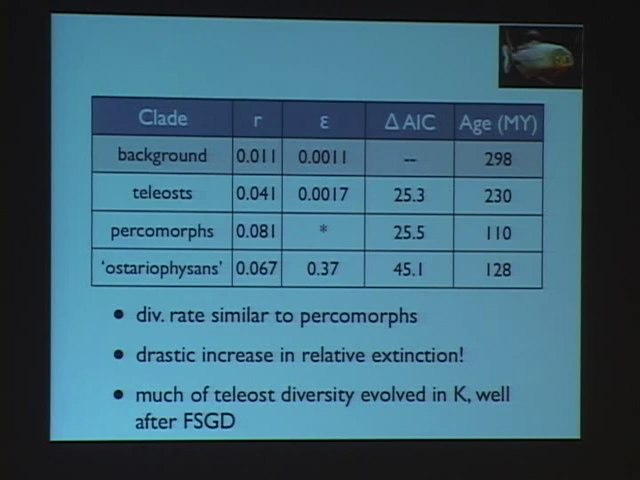 Clade r ε Δ AIC Age (MY)
background 0.011 0.0011 -- 298
teleosts 0.041 0.0017 25.3 230
percomorphs 0.081 * 25.5 110
'ostariophysans' 0.067 0.37 45.1 128
• div. rate similar to percomorphs
• drastic increase in relative extinction!
• much of teleost diversity evolved in K, well
after FSGD